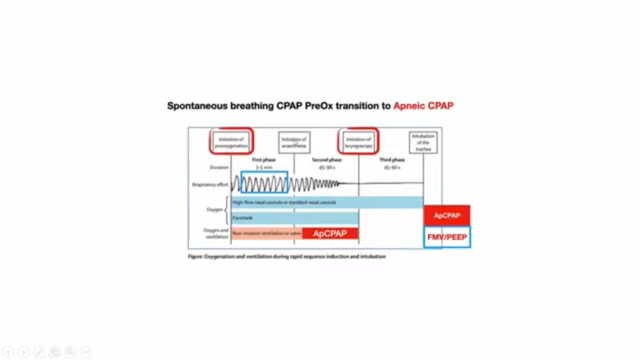 Spontaneous breathing CPAP PreOx transition to Apneic CPAP
Initiation of
preoxygenation
Initiation of
anaesthesia
Initiation of
laryngoscopy
Intubation
of the
trachea
First phase
Second phase
Third phase
Duration
3-5 min
45-90 s
45-90 s
Respiratory effort
Oxygen
High-flow nasal cannula or standard nasal cannula
Facemask
Oxygen and
ventilation
Non-invasive ventilation or valve
ApCPAP
ApCPAP
FMV/PEEP
Figure: Oxygenation and ventilation during rapid sequence induction and intubation